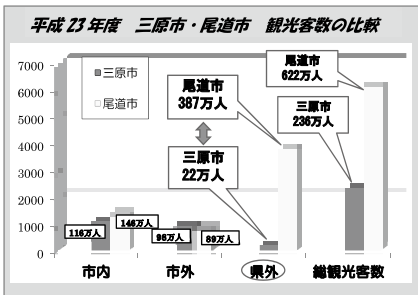 平成23年度 三原市・尾道市 観光客数の比較
7000
6000
5000
4000
3000
2000
1000
0
三原市
尾道市
尾道市
387万人
三原市
22万人
尾道市
622万人
三原市
236万人
116万人
146万人
98万人
89万人
市内
市外
県外
総観光客数